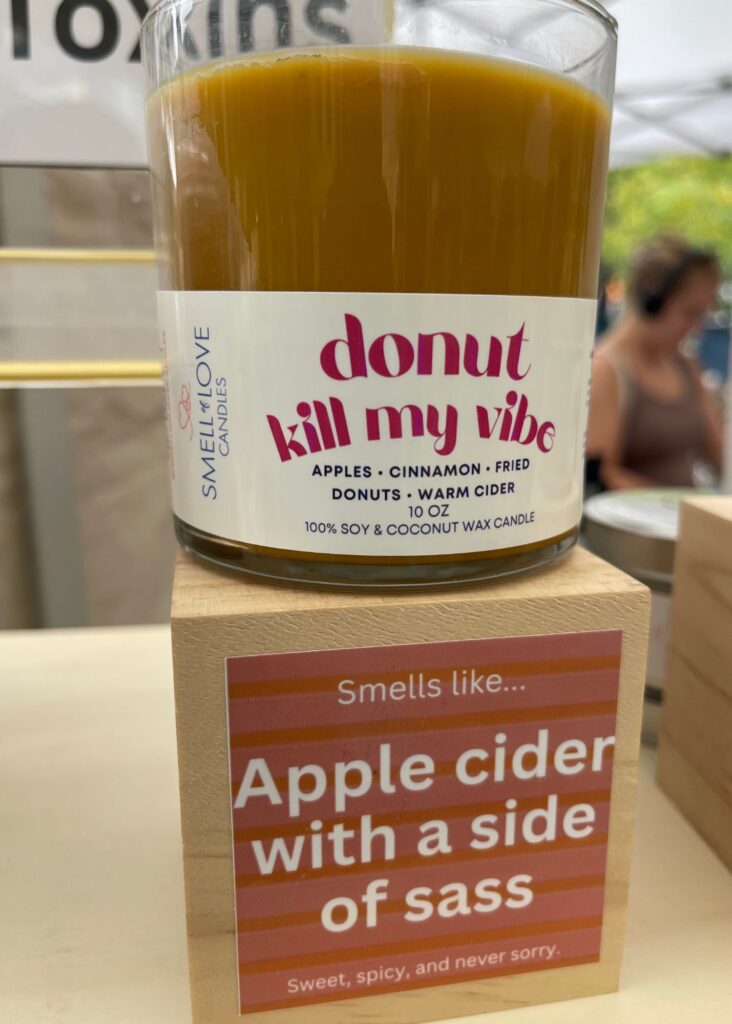 Toxins
SMELL of LOVE
CANDLES
donut
kill my vibe
APPLES • CINNAMON • FRIED
DONUTS • WARM CIDER
10 OZ
100% SOY & COCONUT WAX CANDLE
Smells like...
Apple cider
with a side
of sass
Sweet, spicy, and never sorry.